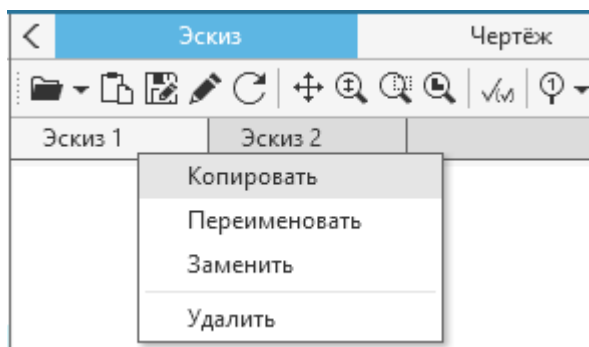 Эскиз Чертёж
Эскиз 1 Эскиз 2
Копировать
Переименовать
Заменить
Удалить